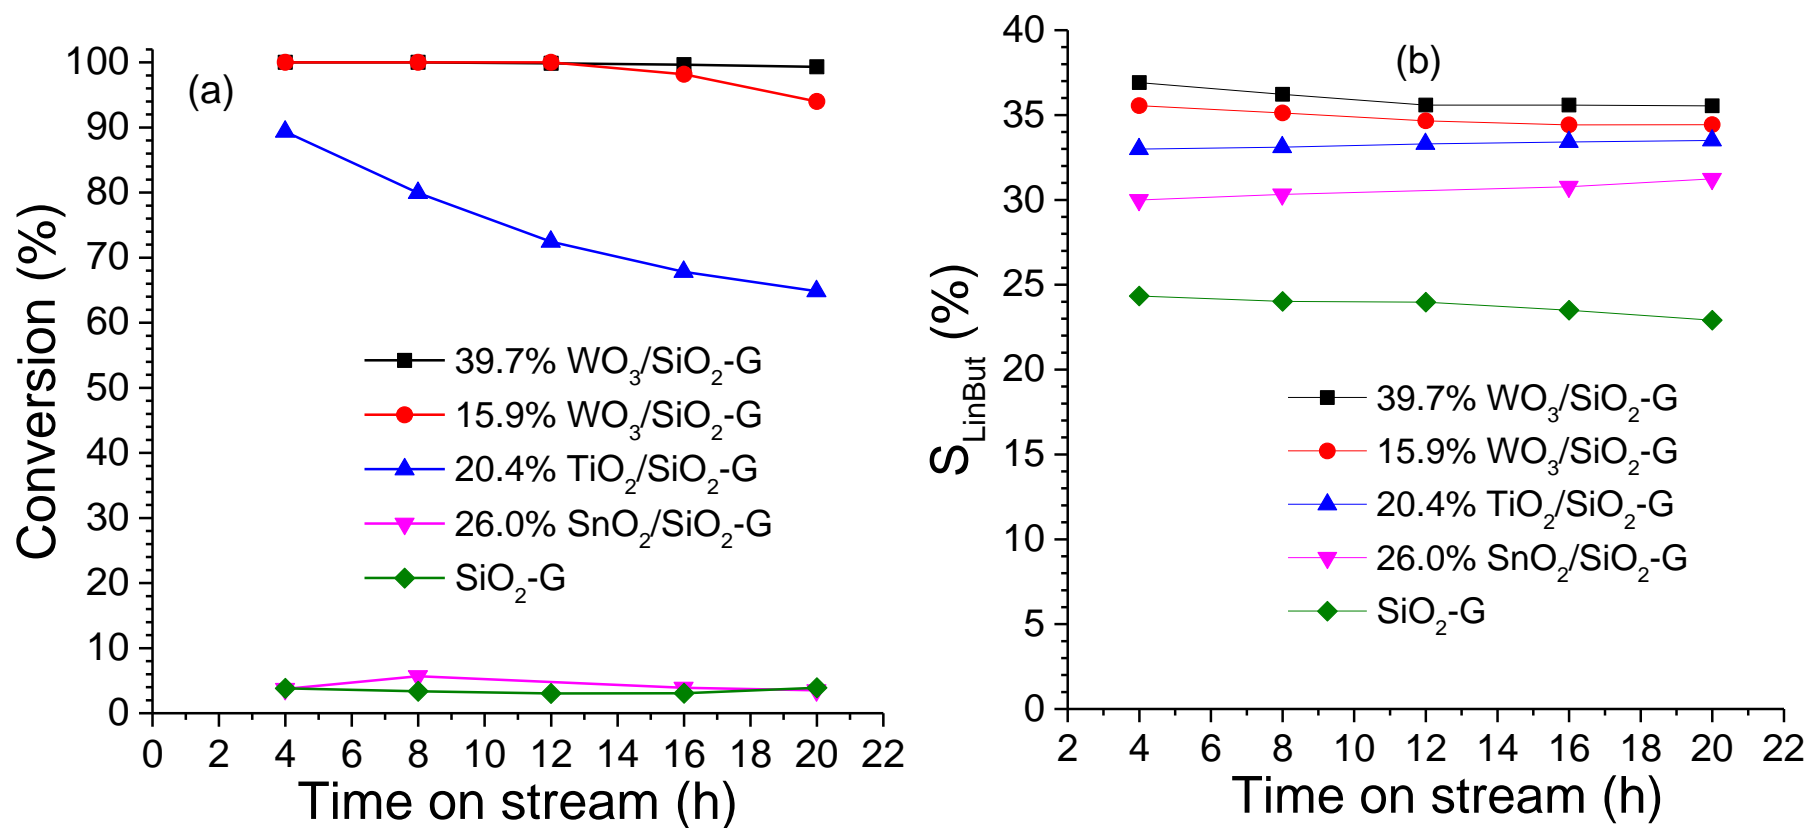 (a)
Conversion (%)
100
90
80
70
60
50
40
30
20
10
0
39.7% WO₃/SiO₂-G
15.9% WO₃/SiO₂-G
20.4% TiO₂/SiO₂-G
26.0% SnO₂/SiO₂-G
SiO₂-G
0 2 4 6 8 10 12 14 16 18 20 22
Time on stream (h)
(b)
S_LinBut (%)
40
35
30
25
20
15
10
5
0
39.7% WO₃/SiO₂-G
15.9% WO₃/SiO₂-G
20.4% TiO₂/SiO₂-G
26.0% SnO₂/SiO₂-G
SiO₂-G
2 4 6 8 10 12 14 16 18 20 22
Time on stream (h)